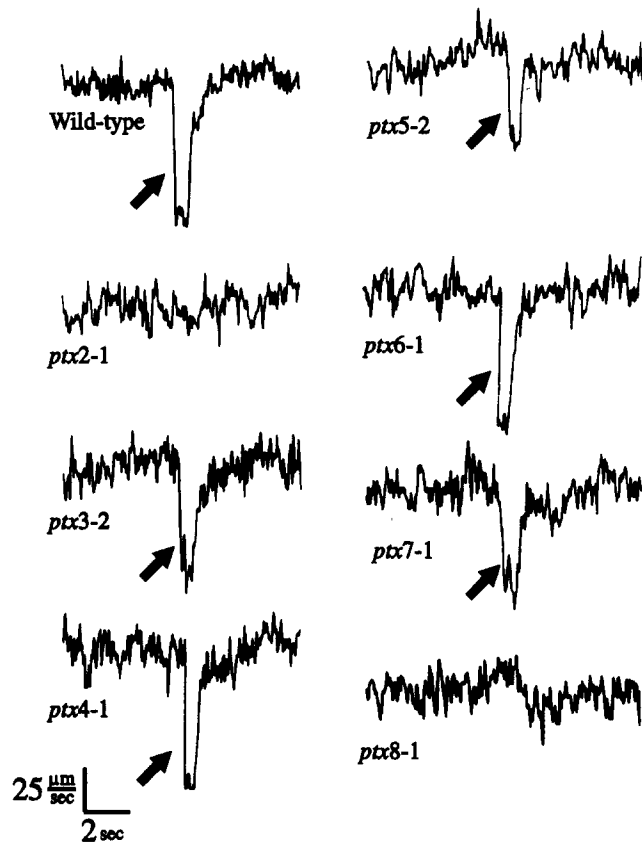 Wild-type
ptx5-2
ptx2-1
ptx6-1
ptx3-2
ptx7-1
ptx4-1
ptx8-1
25 μm/sec
2 sec